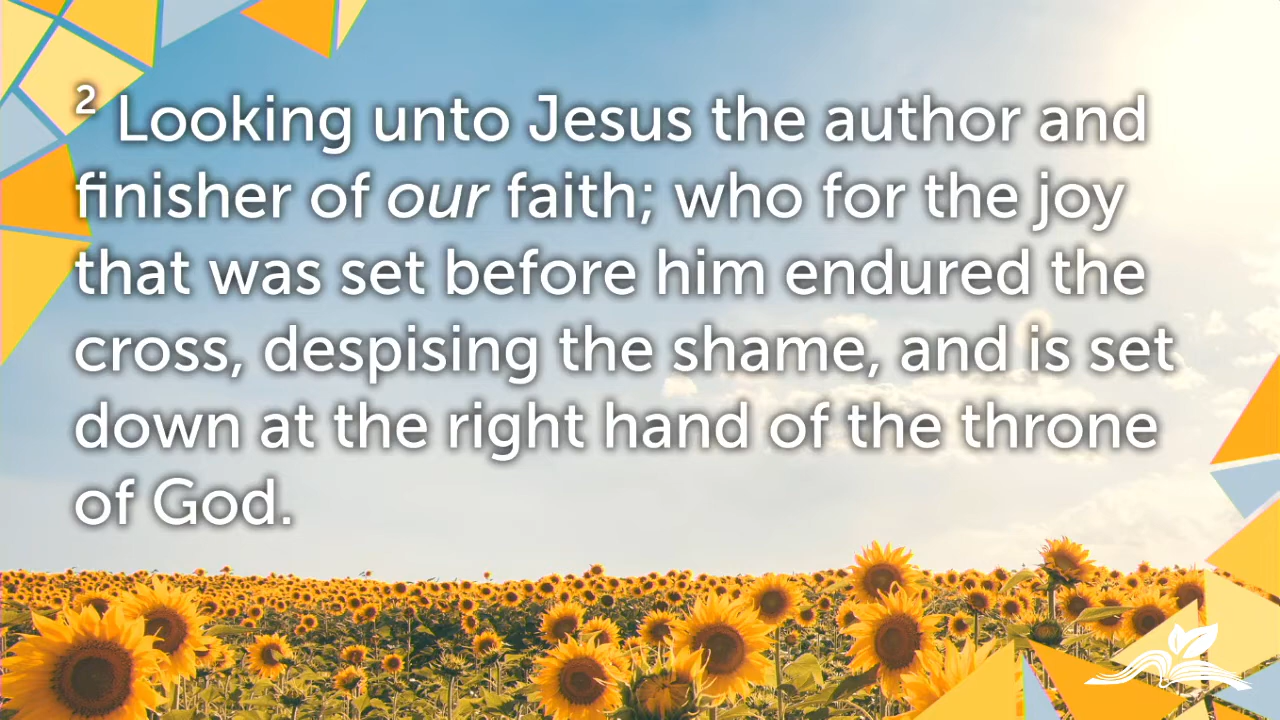 ² Looking unto Jesus the author and
finisher of our faith; who for the joy
that was set before him endured the
cross, despising the shame, and is set
down at the right hand of the throne
of God.